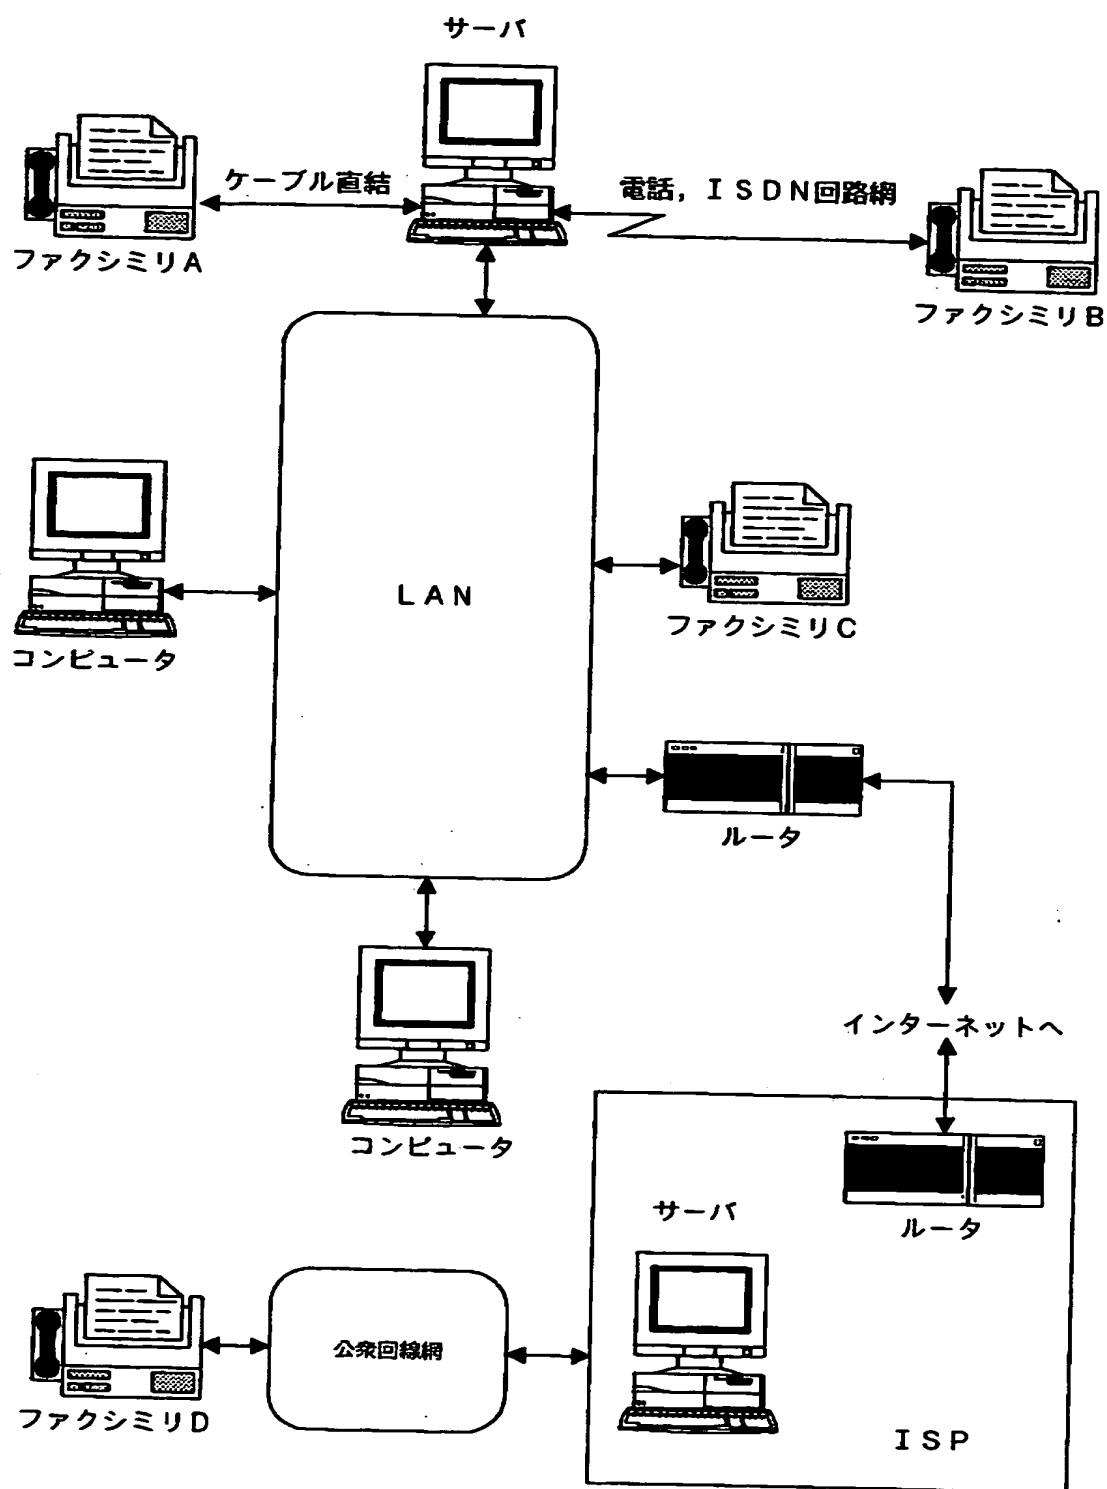 サーバ
ケーブル直結
電話，ＩＳＤＮ回路網
ファクシミリＡ
ファクシミリＢ
ＬＡＮ
コンピュータ
ファクシミリＣ
ルータ
インターネットへ
コンピュータ
ルータ
サーバ
公衆回線網
ファクシミリＤ
ＩＳＰ